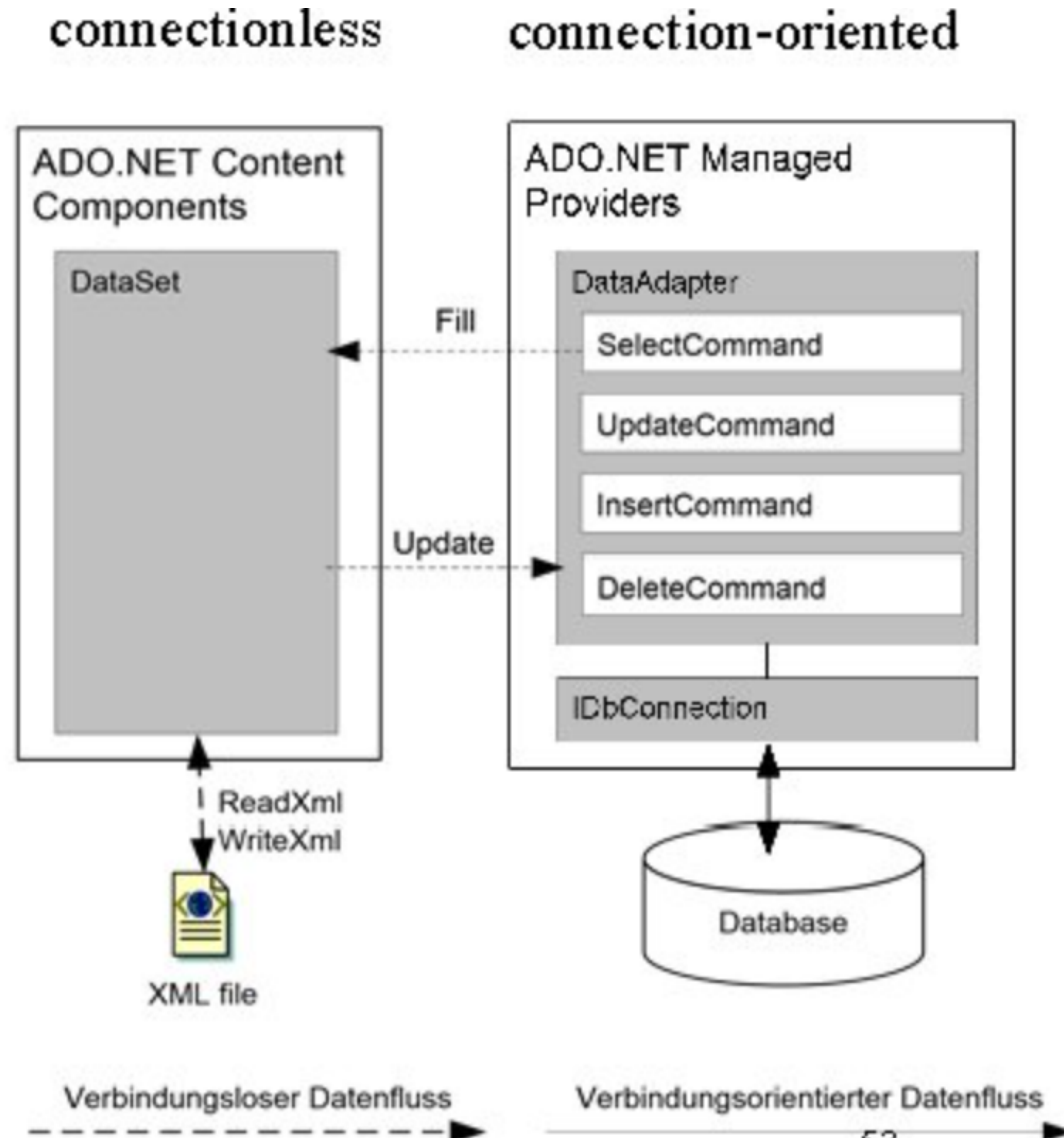 connectionless
connection-oriented
ADO.NET Content
Components
DataSet
ADO.NET Managed
Providers
DataAdapter
SelectCommand
UpdateCommand
InsertCommand
DeleteCommand
IDbConnection
Fill
Update
ReadXml
WriteXml
XML file
Database
Verbindungsloser Datenfluss
Verbindungsorientierter Datenfluss